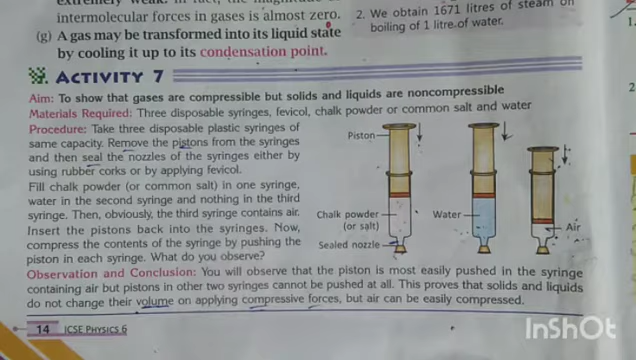 intermolecular forces in gases is almost zero.
(g) A gas may be transformed into its liquid state
by cooling it up to its condensation point.
2. We obtain 1671 litres of steam on
boiling of 1 litre of water.
ACTIVITY 7
Aim: To show that gases are compressible but solids and liquids are noncompressible
Materials Required: Three disposable syringes, fevicol, chalk powder or common salt and water
Procedure: Take three disposable plastic syringes of
same capacity. Remove the pistons from the syringes
and then seal the nozzles of the syringes either by
using rubber corks or by applying fevicol.
Fill chalk powder (or common salt) in one syringe,
water in the second syringe and nothing in the third
syringe. Then, obviously, the third syringe contains air.
Insert the pistons back into the syringes. Now,
compress the contents of the syringe by pushing the
piston in each syringe. What do you observe?
Piston
Chalk powder
(or salt)
Sealed nozzle
Water
Air
Observation and Conclusion: You will observe that the piston is most easily pushed in the syringe
containing air but pistons in other two syringes cannot be pushed at all. This proves that solids and liquids
do not change their volume on applying compressive forces, but air can be easily compressed.
14 ICSE PHYSICS 6
InShOt